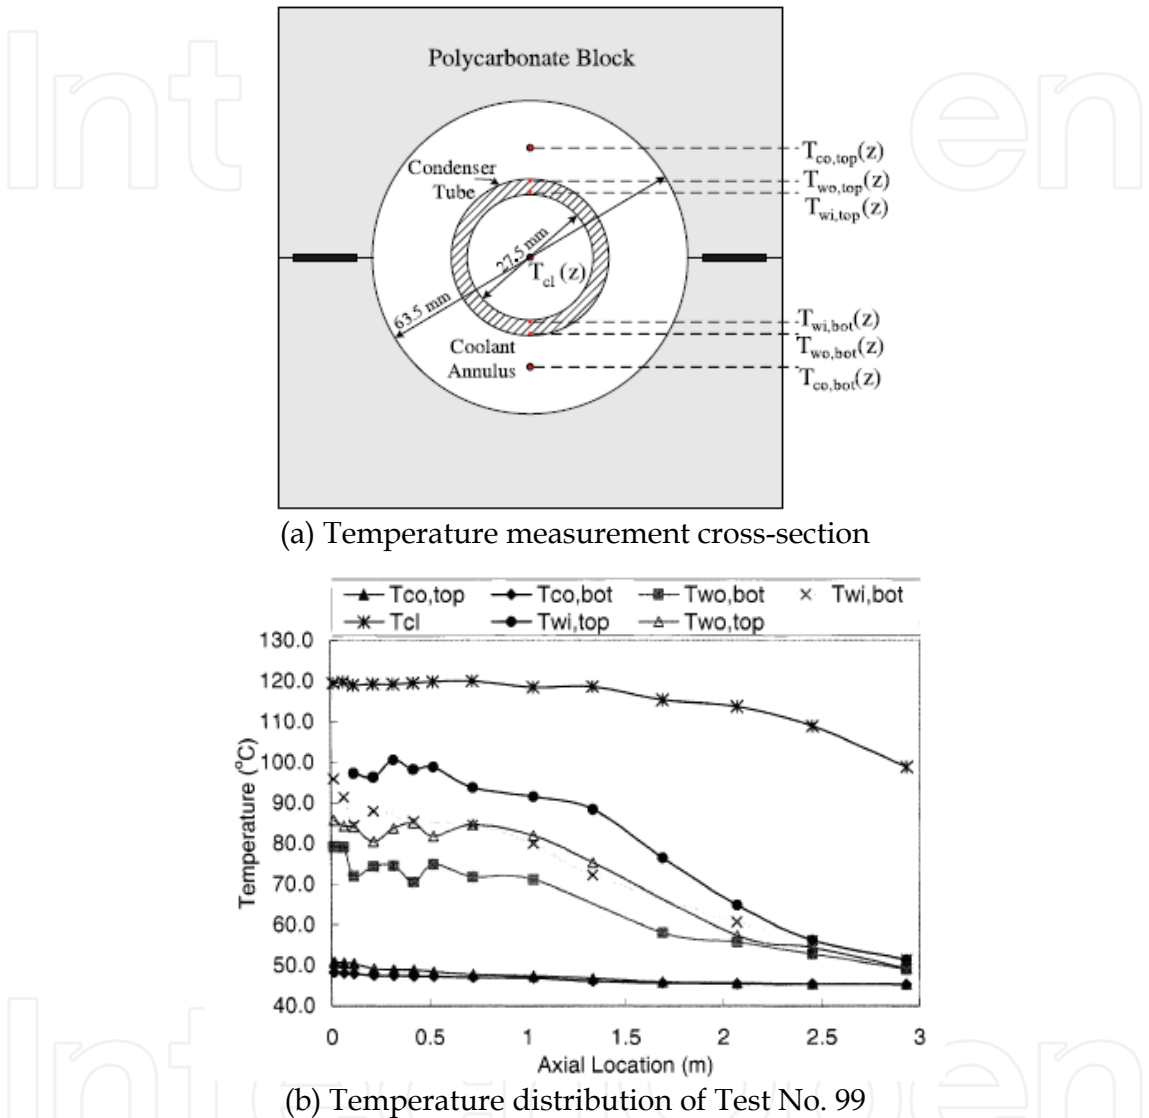 Polycarbonate Block
Condenser
Tube
T_co,top(z)
T_wo,top(z)
T_wi,top(z)
27.5 mm
T_cl (z)
63.5 mm
T_wi,bot(z)
Coolant
Annulus
T_wo,bot(z)
T_co,bot(z)
(a) Temperature measurement cross-section
Tco,top Tco,bot Two,bot Twi,bot
Tcl Twi,top Two,top
130.0
120.0
110.0
100.0
90.0
80.0
70.0
60.0
50.0
40.0
Temperature (°C)
0 0.5 1 1.5 2 2.5 3
Axial Location (m)
(b) Temperature distribution of Test No. 99